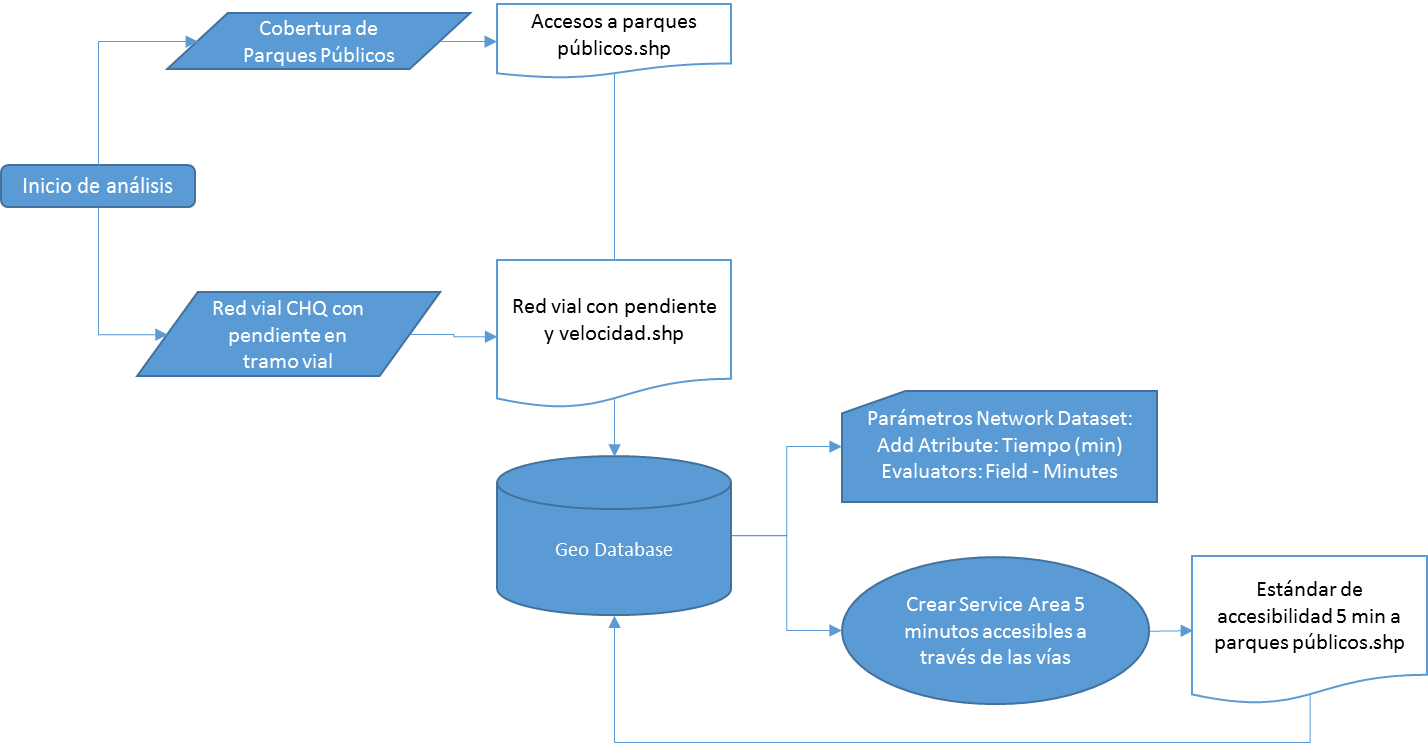 Cobertura de
Parques Públicos
Accesos a parques
públicos.shp
Inicio de análisis
Red vial CHQ con
pendiente en
tramo vial
Red vial con pendiente
y velocidad.shp
Parámetros Network Dataset:
Add Atribute: Tiempo (min)
Evaluators: Field - Minutes
Geo Database
Crear Service Area 5
minutos accesibles a
través de las vías
Estándar de
accesibilidad 5 min a
parques públicos.shp